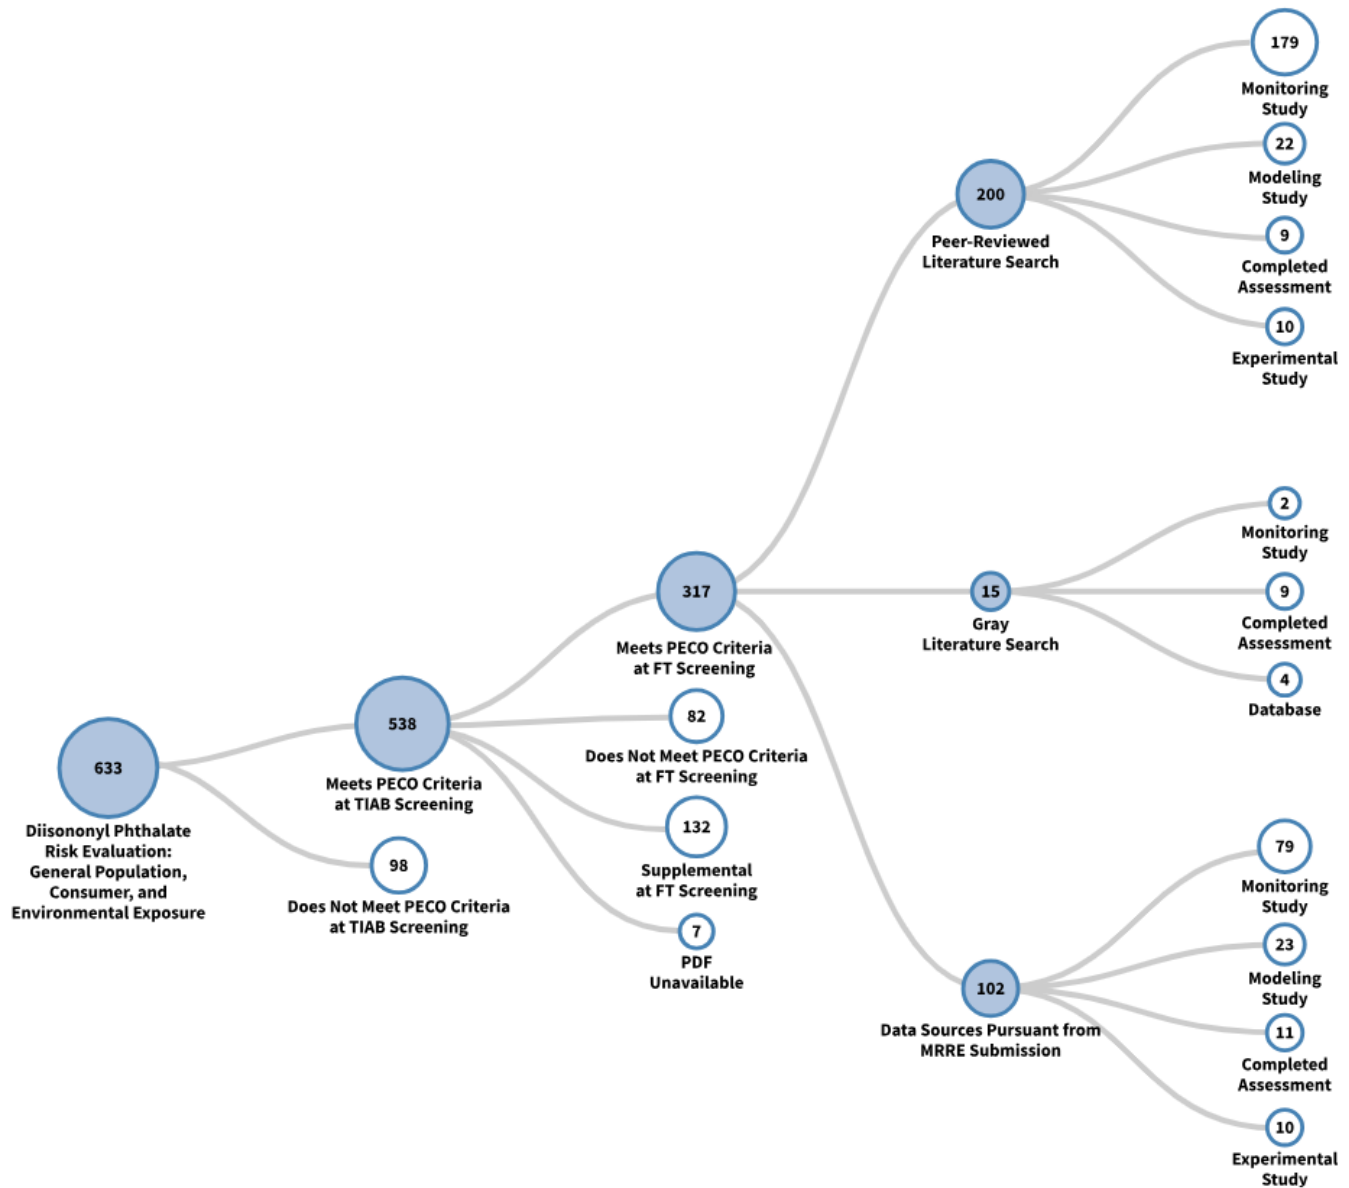 633
Diisononyl Phthalate
Risk Evaluation:
General Population,
Consumer, and
Environmental Exposure
538
Meets PECO Criteria
at TIAB Screening
98
Does Not Meet PECO Criteria
at TIAB Screening
317
Meets PECO Criteria
at FT Screening
82
Does Not Meet PECO Criteria
at FT Screening
132
Supplemental
at FT Screening
7
PDF
Unavailable
200
Peer-Reviewed
Literature Search
179
Monitoring
Study
22
Modeling
Study
9
Completed
Assessment
10
Experimental
Study
15
Gray
Literature Search
2
Monitoring
Study
9
Completed
Assessment
4
Database
102
Data Sources Pursuant from
MRRE Submission
79
Monitoring
Study
23
Modeling
Study
11
Completed
Assessment
10
Experimental
Study